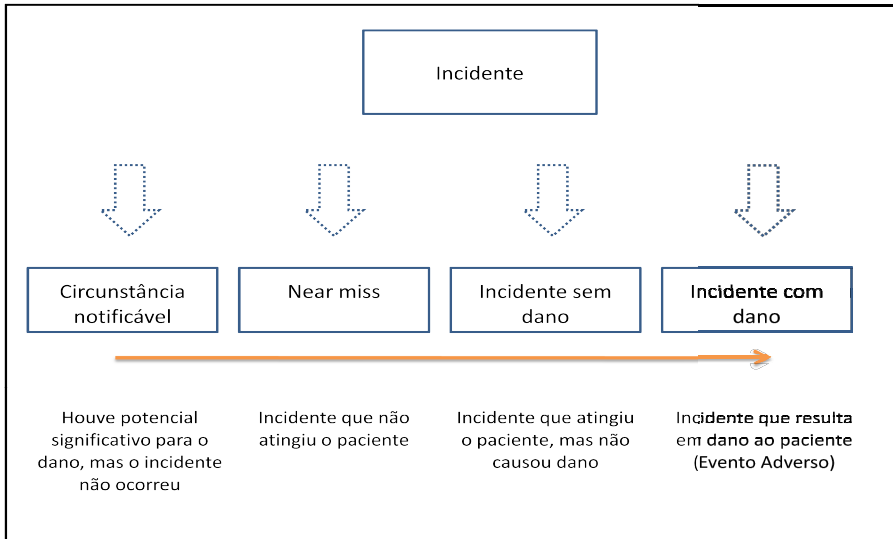 Incidente
Circunstância
notificável
Near miss
Incidente sem
dano
Incidente com
dano
Houve potencial
significativo para o
dano, mas o incidente
não ocorreu
Incidente que não
atingiu o paciente
Incidente que atingiu
o paciente, mas não
causou dano
Incidente que resulta
em dano ao paciente
(Evento Adverso)